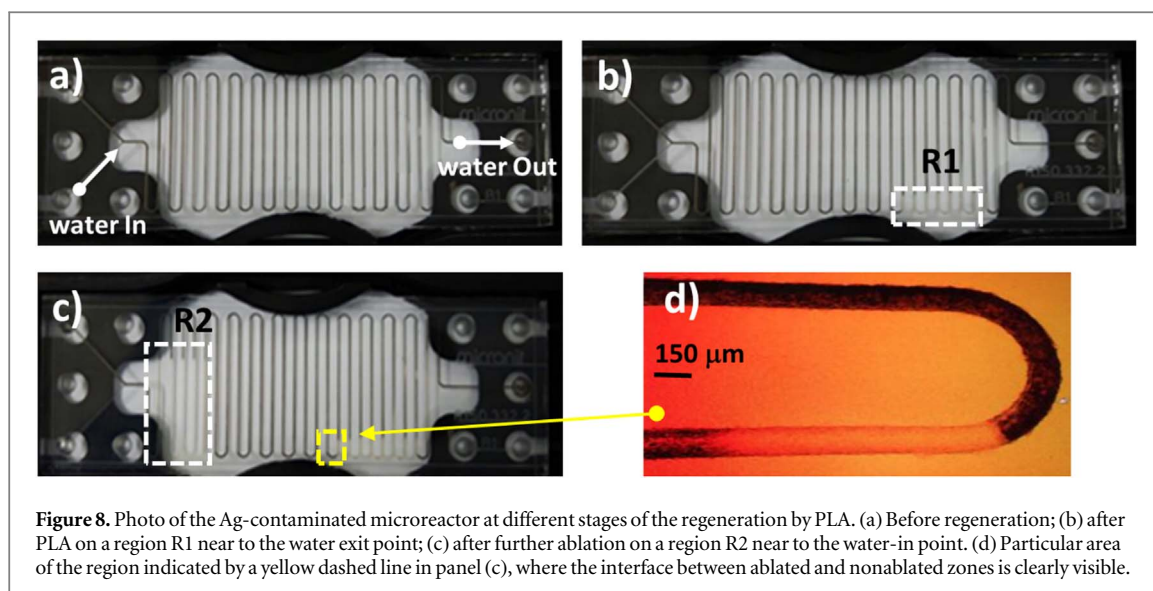 a)
micronit
water Out
water In
b)
micronit
R1
c)
R2
d)
150 μm
Figure 8. Photo of the Ag-contaminated microreactor at different stages of the regeneration by PLA. (a) Before regeneration; (b) after
PLA on a region R1 near to the water exit point; (c) after further ablation on a region R2 near to the water-in point. (d) Particular area
of the region indicated by a yellow dashed line in panel (c), where the interface between ablated and nonablated zones is clearly visible.